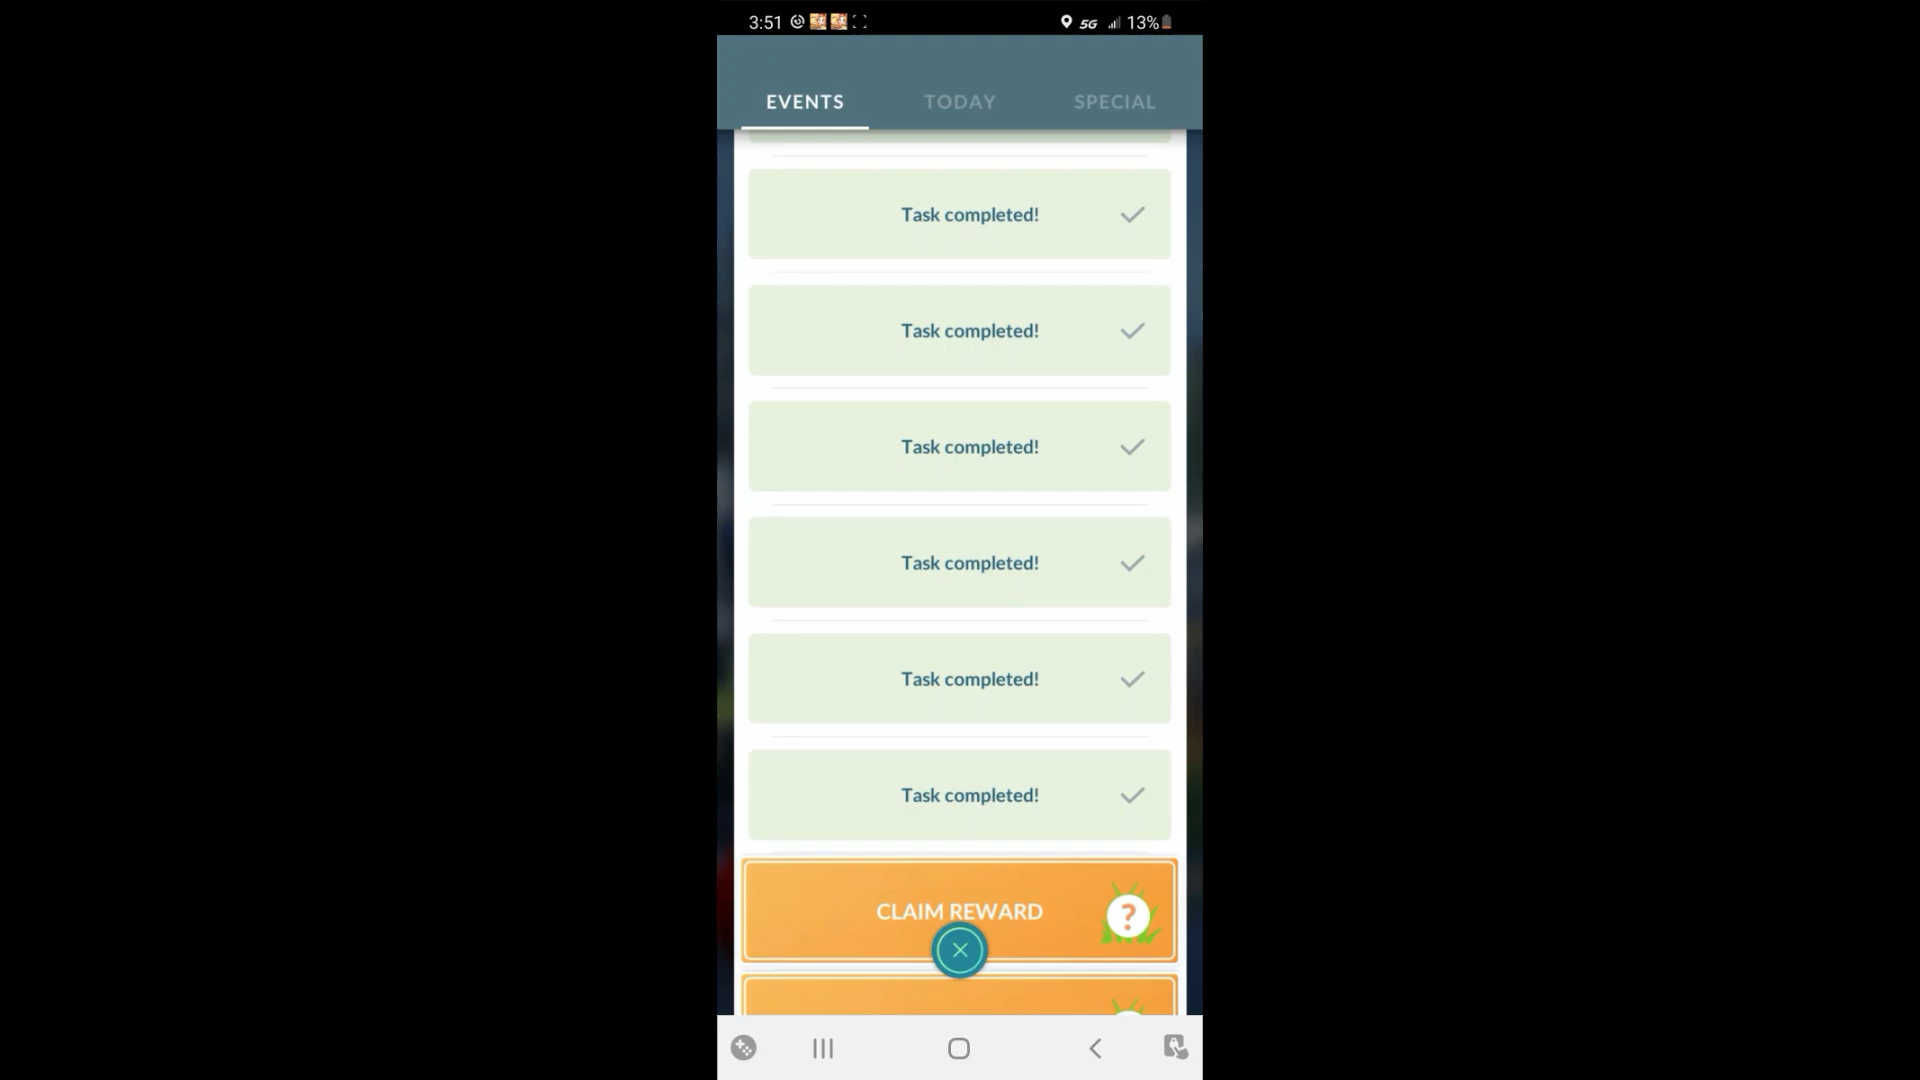 3:51 5G 13%
EVENTS TODAY SPECIAL
Task completed!
Task completed!
Task completed!
Task completed!
Task completed!
Task completed!
CLAIM REWARD ?